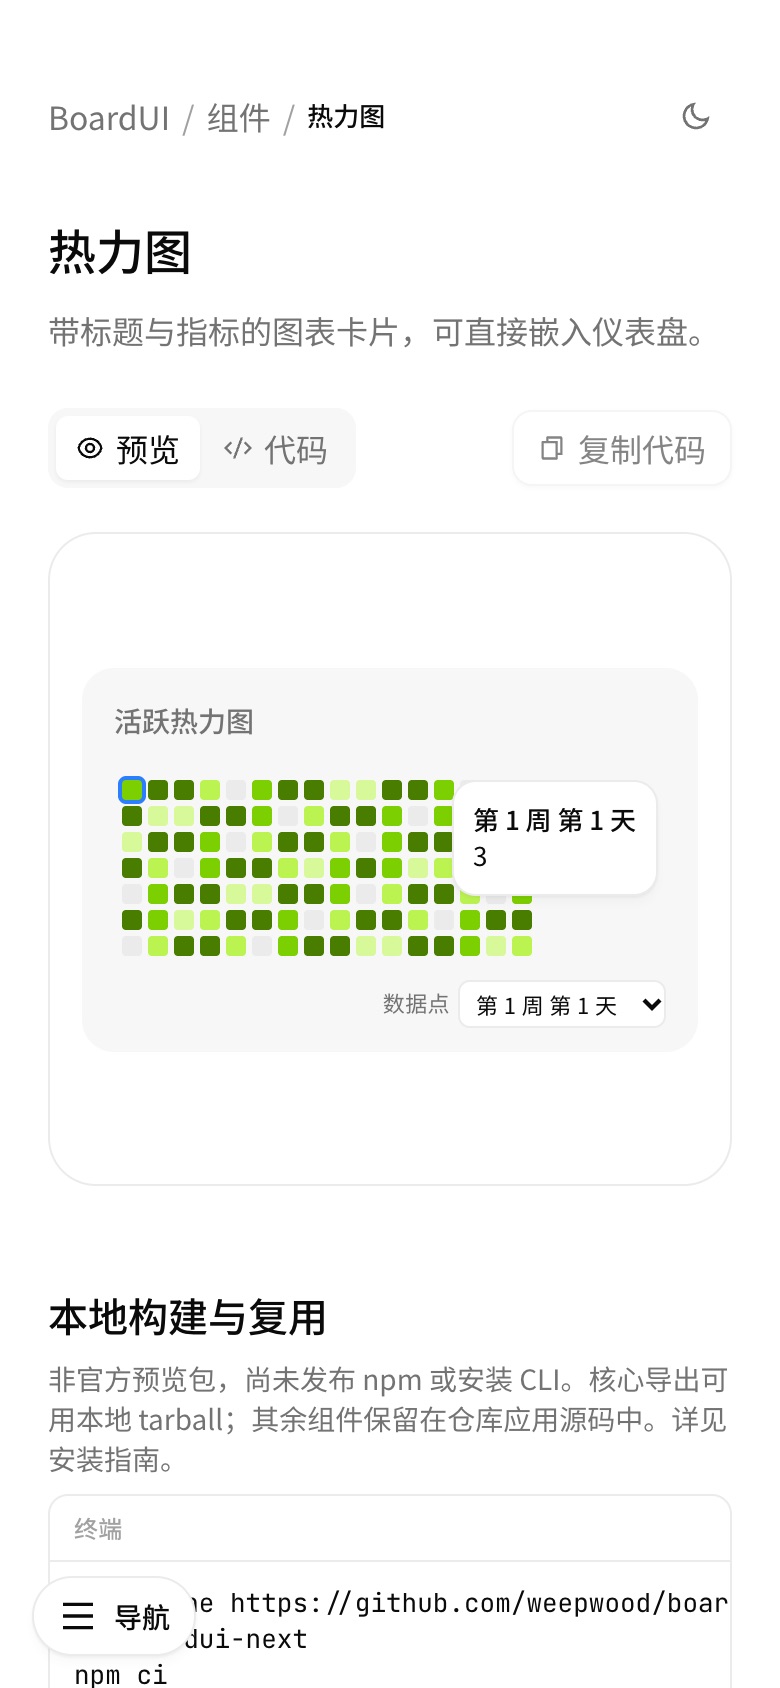 BoardUI / 组件 / 热力图
热力图
带标题与指标的图表卡片，可直接嵌入仪表盘。
预览
代码
复制代码
活跃热力图
第 1 周 第 1 天
3
数据点
第 1 周 第 1 天
本地构建与复用
非官方预览包，尚未发布 npm 或安装 CLI。核心导出可
用本地 tarball；其余组件保留在仓库应用源码中。详见
安装指南。
终端
https://github.com/weepwood/boar
dui-next
npm ci
导航